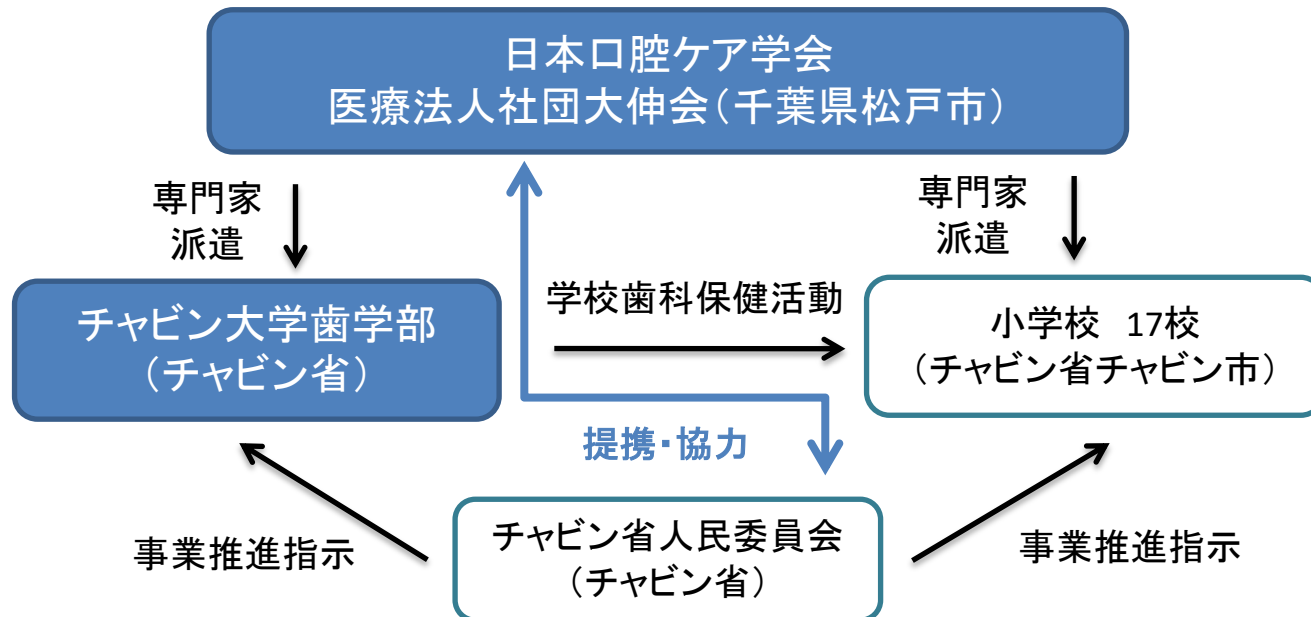 日本口腔ケア学会
医療法人社団大伸会（千葉県松戸市）
専門家
派遣
専門家
派遣
チャビン大学歯学部
（チャビン省）
学校歯科保健活動
小学校　17校
（チャビン省チャビン市）
提携・協力
事業推進指示
チャビン省人民委員会
（チャビン省）
事業推進指示